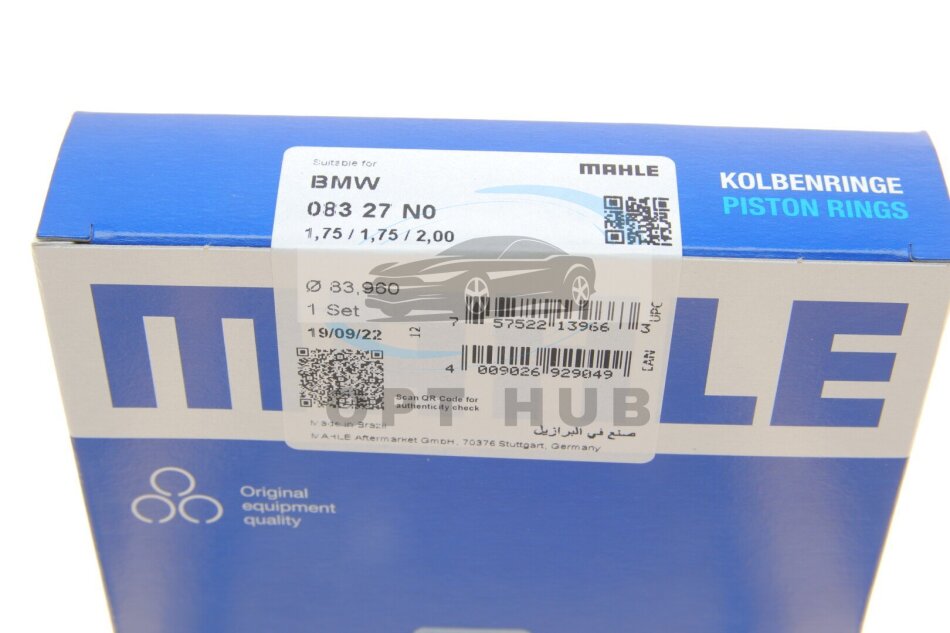 Suitable for
BMW
083 27 N0
1,75 / 1,75 / 2,00
MAHLE
KOLBENRINGE
PISTON RINGS
Ø 83,960
1 Set
19/09/22
12
7 57522 13966 3
UPC
4 009026 929049
EAN
Scan QR Code for
authenticity check
Made in Brazil
صنع في البرازيل
MAHLE Aftermarket GmbH, 70376 Stuttgart, Germany
MAHLE
OPT HUB
Original
equipment
quality